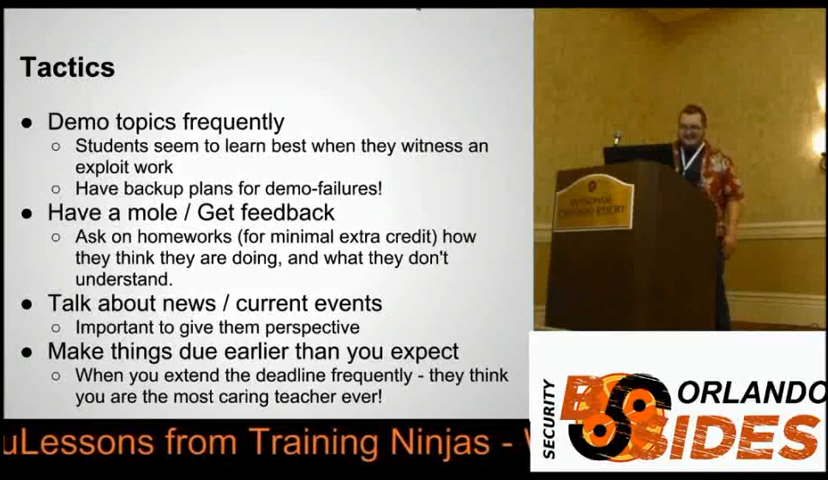 Tactics
● Demo topics frequently
○ Students seem to learn best when they witness an
exploit work
○ Have backup plans for demo-failures!
● Have a mole / Get feedback
○ Ask on homeworks (for minimal extra credit) how
they think they are doing, and what they don't
understand.
● Talk about news / current events
○ Important to give them perspective
● Make things due earlier than you expect
○ When you extend the deadline frequently - they think
you are the most caring teacher ever!
uLessons from Training Ninjas -
SECURITY
BSIDES
ORLANDO